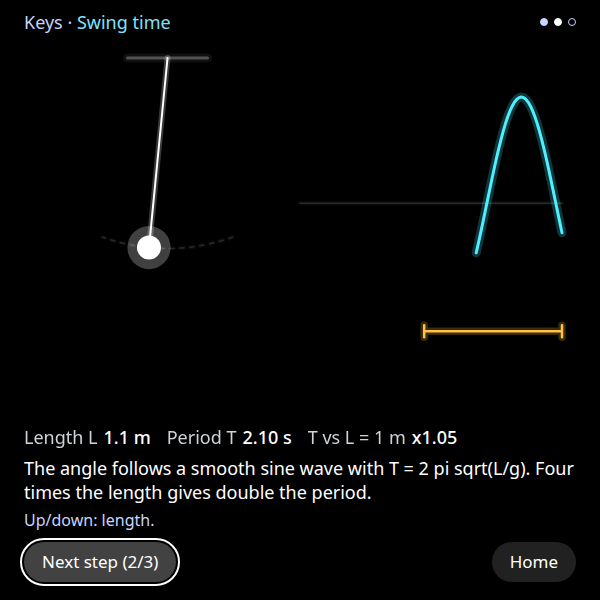 Keys · Swing time
Length L 1.1 m Period T 2.10 s T vs L = 1 m x1.05
The angle follows a smooth sine wave with T = 2 pi sqrt(L/g). Four
times the length gives double the period.
Up/down: length.
Next step (2/3)
Home